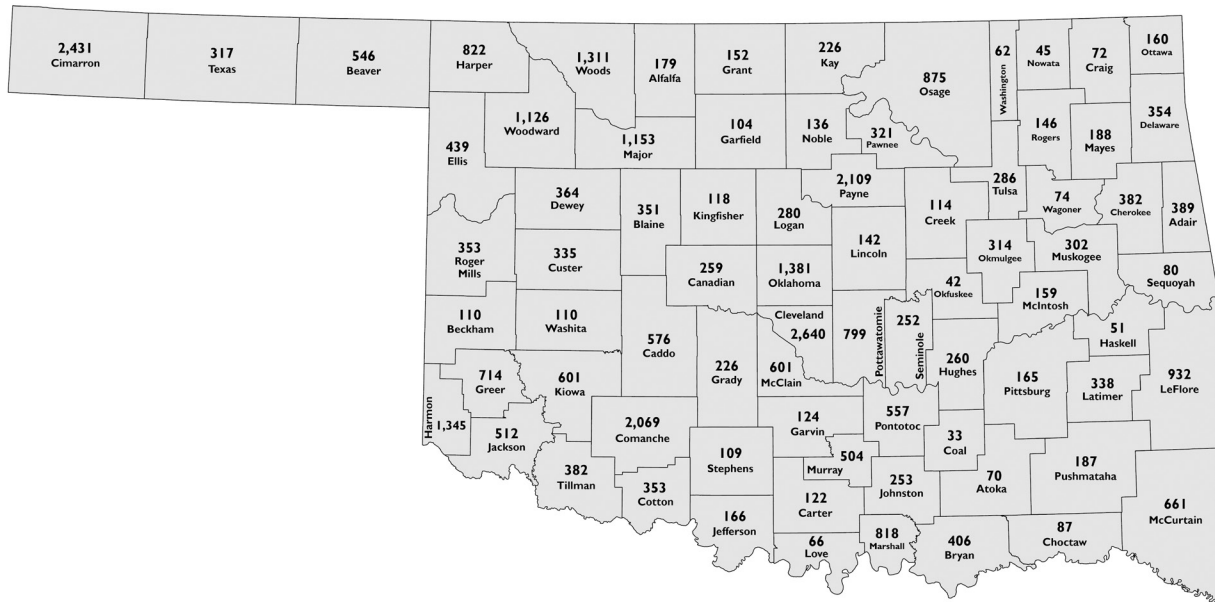 2,431
Cimarron
317
Texas
546
Beaver
822
Harper
1,311
Woods
179
Alfalfa
152
Grant
226
Kay
875
Osage
62
Washington
45
Nowata
72
Craig
160
Ottawa
439
Ellis
1,126
Woodward
1,153
Major
104
Garfield
136
Noble
321
Pawnee
146
Rogers
188
Mayes
354
Delaware
364
Dewey
351
Blaine
118
Kingfisher
280
Logan
2,109
Payne
114
Creek
286
Tulsa
74
Wagoner
382
Cherokee
389
Adair
353
Roger
Mills
335
Custer
259
Canadian
1,381
Oklahoma
142
Lincoln
314
Okmulgee
302
Muskogee
80
Sequoyah
110
Beckham
110
Washita
576
Caddo
226
Grady
Cleveland
2,640
601
McClain
799
Pottawatomie
252
Seminole
42
Okfuskee
159
McIntosh
51
Haskell
714
Greer
601
Kiowa
260
Hughes
165
Pittsburg
338
Latimer
932
LeFlore
Harmon
1,345
512
Jackson
2,069
Comanche
124
Garvin
557
Pontotoc
33
Coal
382
Tillman
353
Cotton
109
Stephens
504
Murray
253
Johnston
70
Atoka
187
Pushmataha
661
McCurtain
166
Jefferson
122
Carter
66
Love
818
Marshall
406
Bryan
87
Choctaw